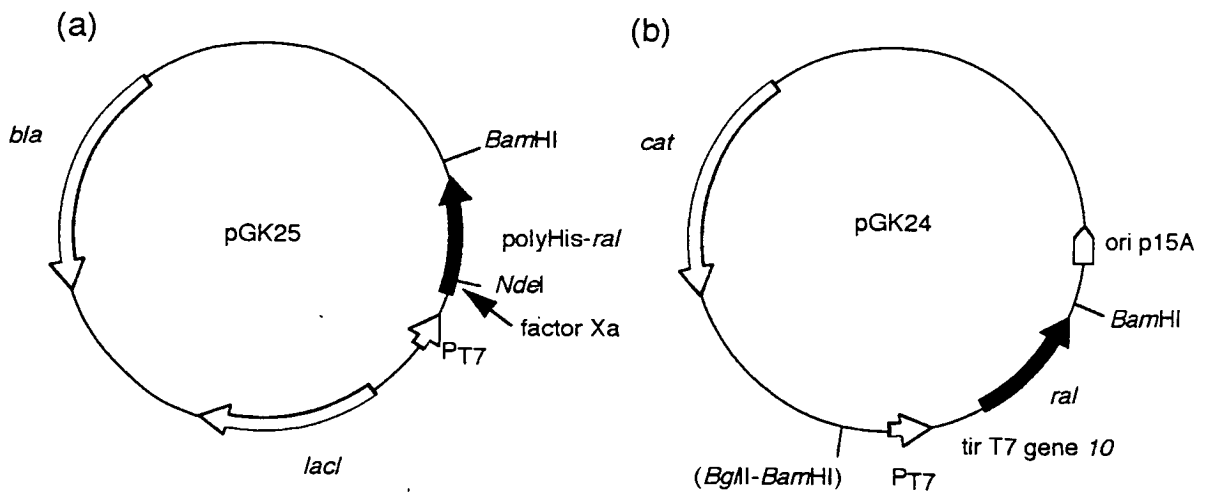 (a)
bla
BamHI
pGK25
polyHis-ral
NdeI
factor Xa
PT7
lacI
(b)
cat
pGK24
ori p15A
BamHI
ral
tir T7 gene 10
PT7
(BglII-BamHI)